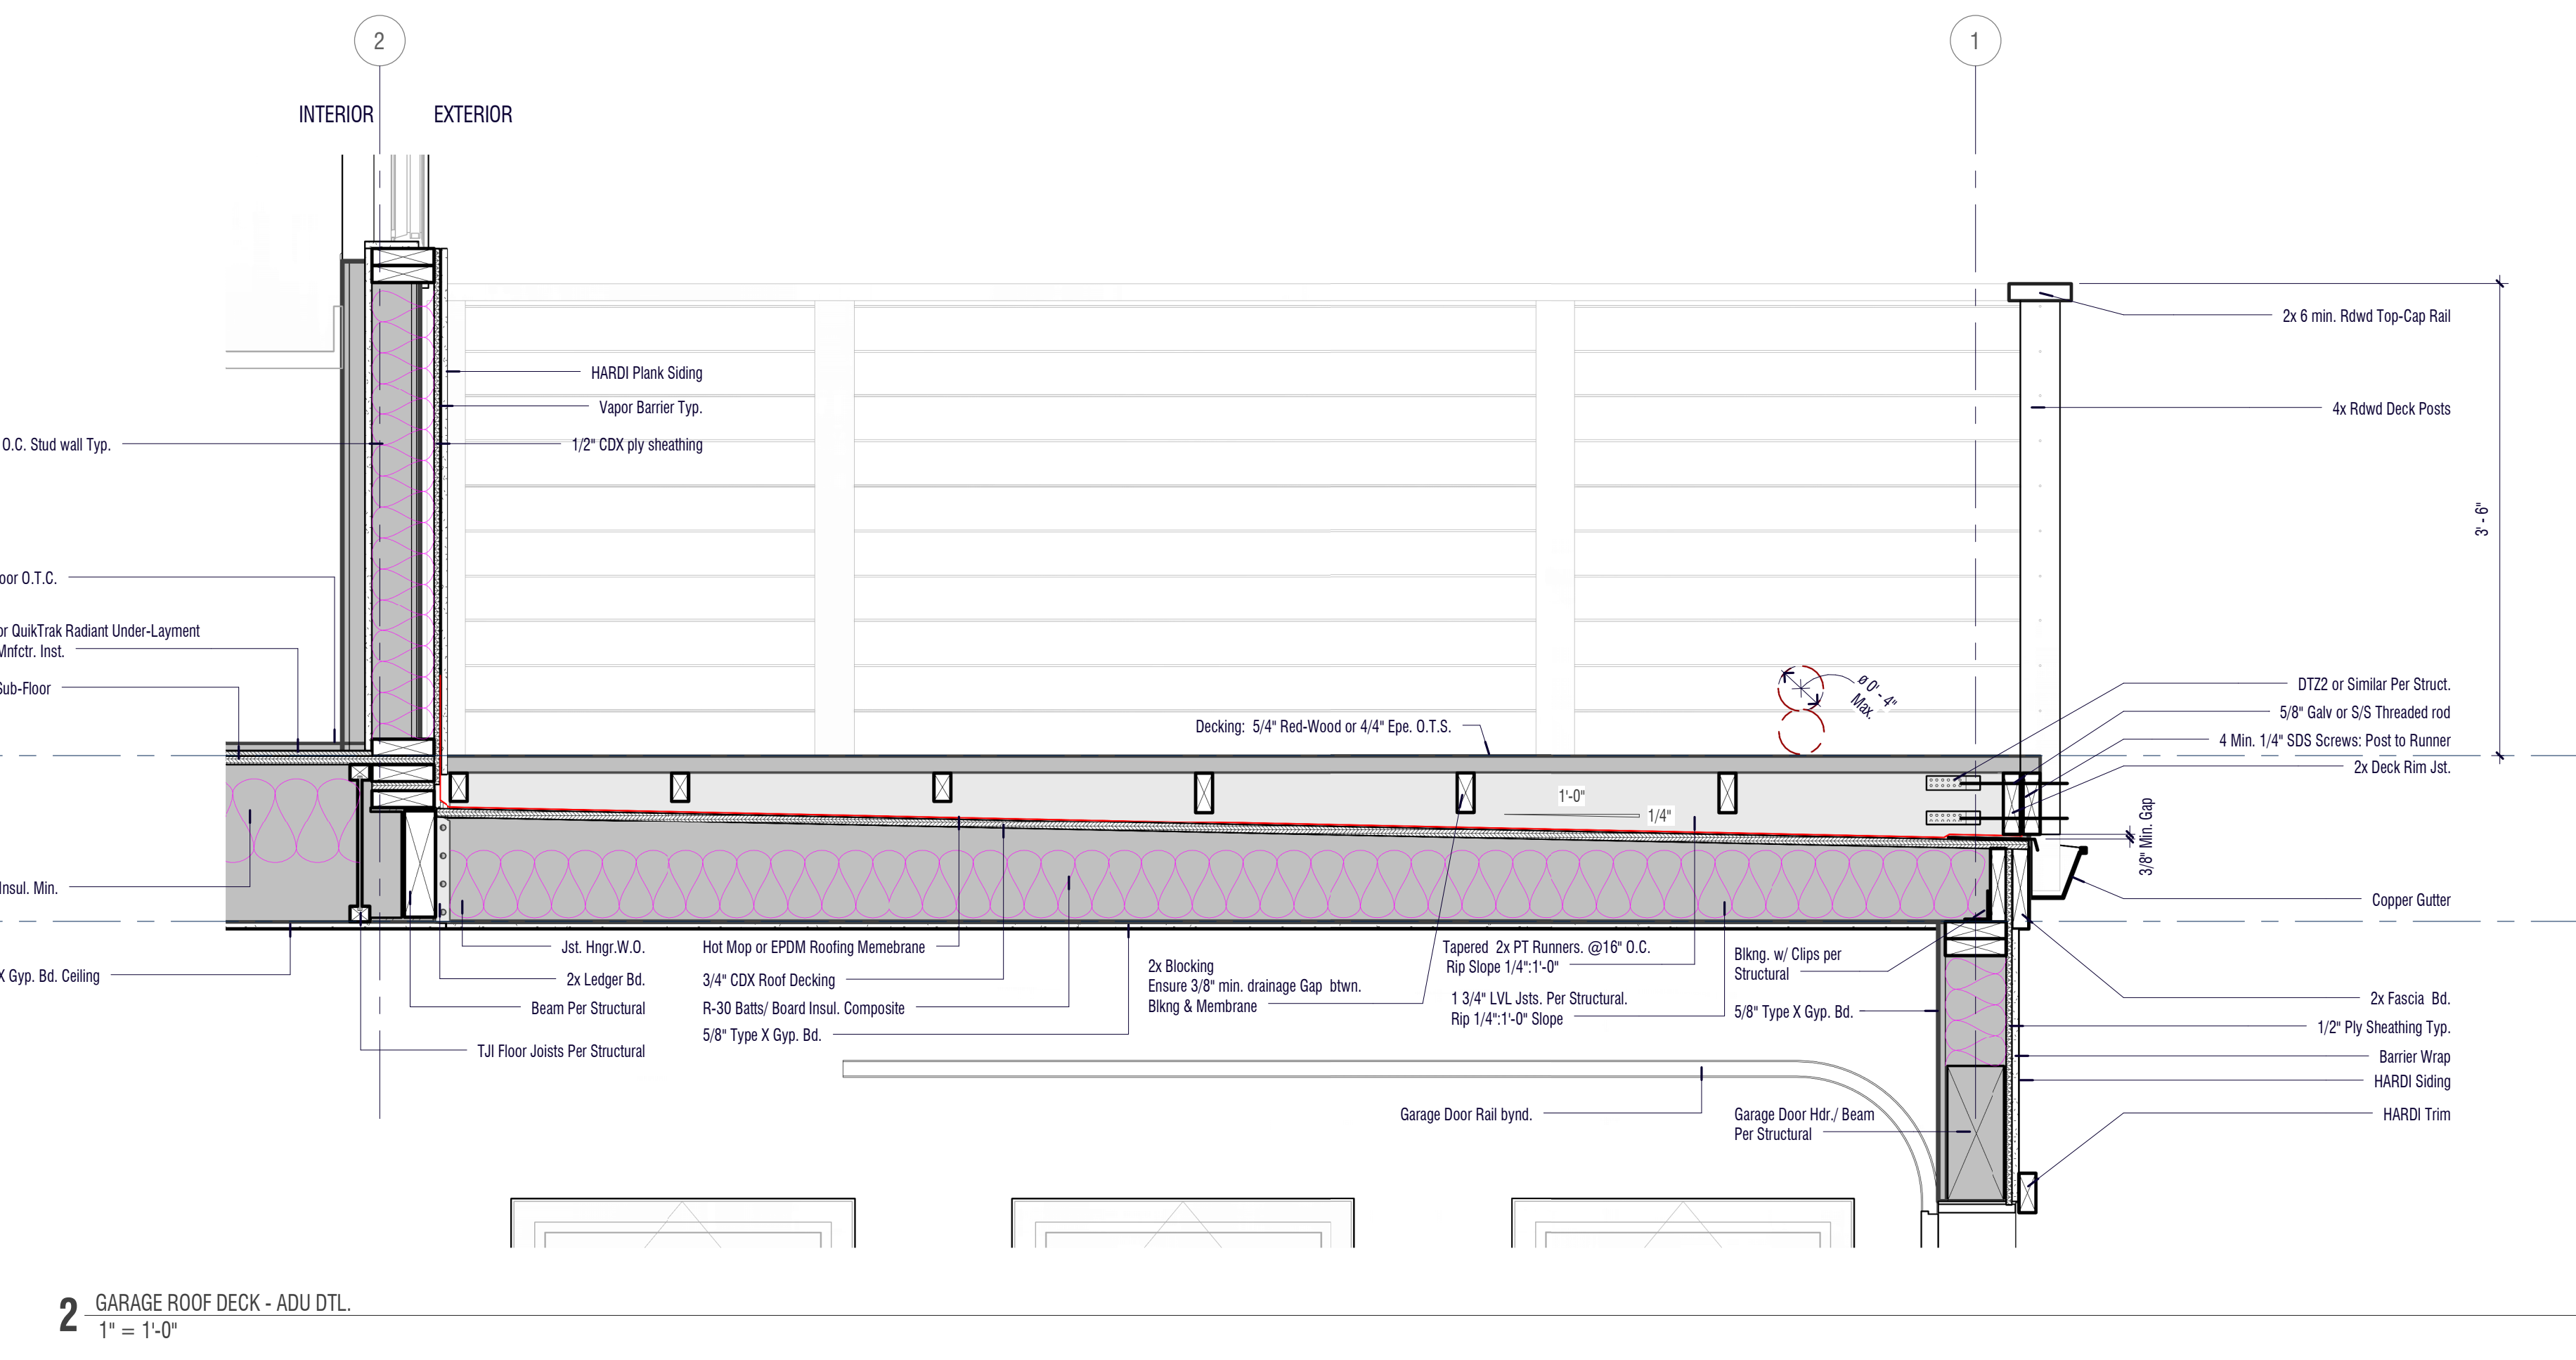 2
1
INTERIOR
EXTERIOR
2x 6 min. Rdwd Top-Cap Rail
HARDI Plank Siding
Vapor Barrier Typ.
4x Rdwd Deck Posts
O.C. Stud wall Typ.
1/2" CDX ply sheathing
3' - 6"
oor O.T.C.
or QuikTrak Radiant Under-Layment
Mnfctr. Inst.
Sub-Floor
ø 0' - 4"
Max.
Decking: 5/4" Red-Wood or 4/4" Epe. O.T.S.
DTZ2 or Similar Per Struct.
5/8" Galv or S/S Threaded rod
4 Min. 1/4" SDS Screws: Post to Runner
2x Deck Rim Jst.
1'-0"
1/4"
3/8" Min. Gap
Insul. Min.
Copper Gutter
X Gyp. Bd. Ceiling
Jst. Hngr.W.O.
2x Ledger Bd.
Beam Per Structural
TJI Floor Joists Per Structural
Hot Mop or EPDM Roofing Memebrane
3/4" CDX Roof Decking
R-30 Batts/ Board Insul. Composite
5/8" Type X Gyp. Bd.
2x Blocking
Ensure 3/8" min. drainage Gap btwn.
Blkng & Membrane
Tapered 2x PT Runners. @16" O.C.
Rip Slope 1/4":1'-0"
1 3/4" LVL Jsts. Per Structural.
Rip 1/4":1'-0" Slope
Blkng. w/ Clips per
Structural
5/8" Type X Gyp. Bd.
2x Fascia Bd.
1/2" Ply Sheathing Typ.
Barrier Wrap
HARDI Siding
HARDI Trim
Garage Door Rail bynd.
Garage Door Hdr./ Beam
Per Structural
2
GARAGE ROOF DECK - ADU DTL.
1" = 1'-0"